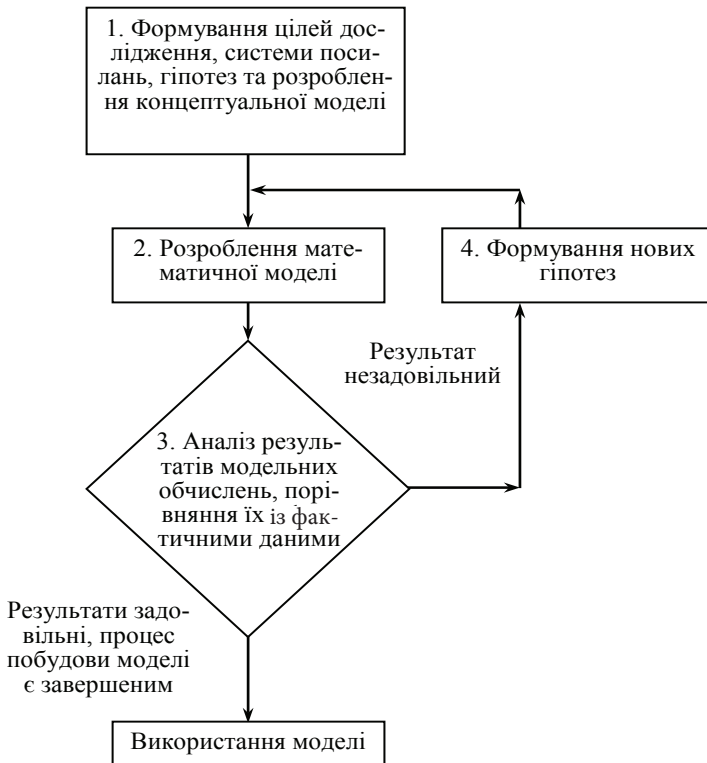 1. Формування цілей дос-
лідження, системи поси-
лань, гіпотез та розроблен-
ня концептуальної моделі
2. Розроблення мате-
матичної моделі
4. Формування нових
гіпотез
Результат
незадовільний
3. Аналіз резуль-
татів модельних
обчислень, порі-
вняння їх із фак-
тичними даними
Результати задо-
вільні, процес
побудови моделі
є завершеним
Використання моделі